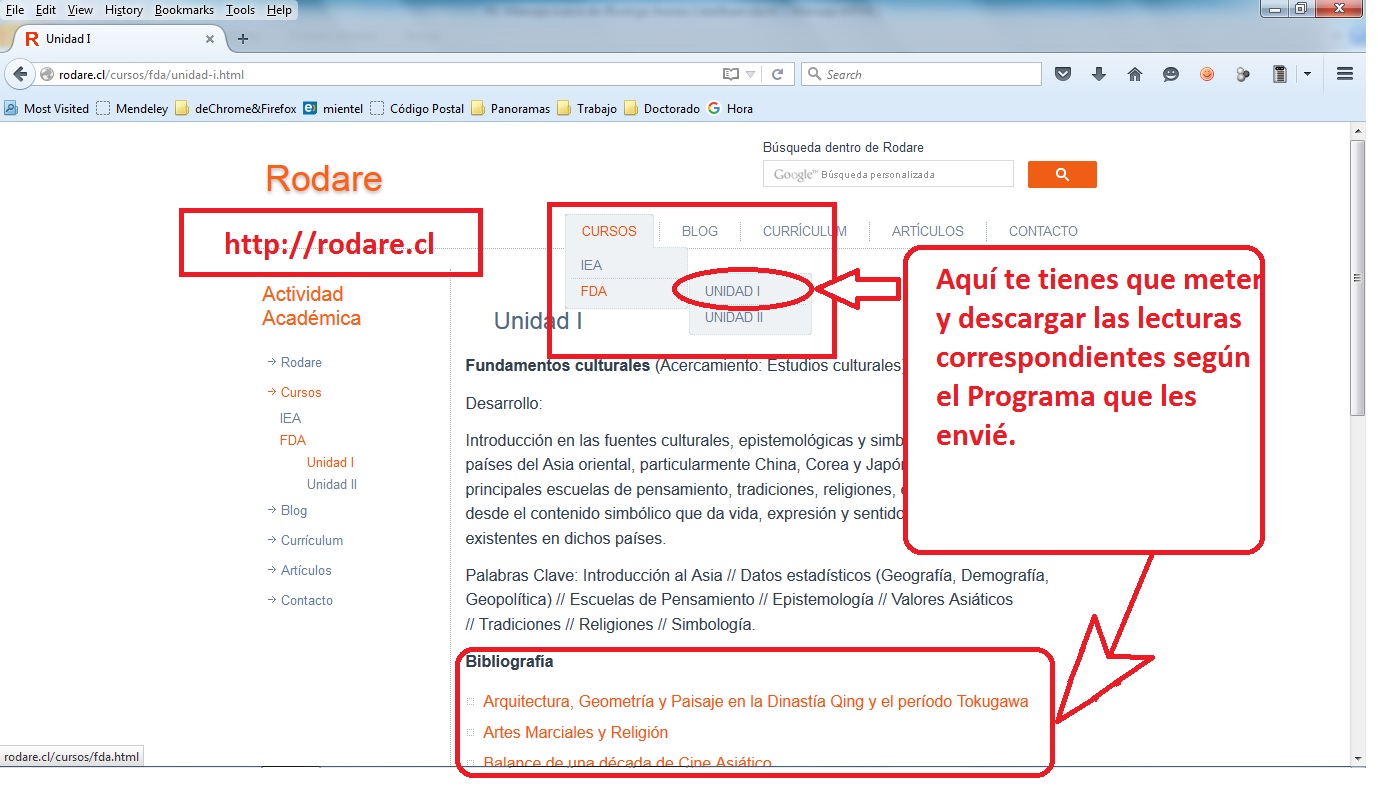 File Edit View History Bookmarks Tools Help
R Unidad I × +
rodare.cl/cursos/fda/unidad-i.html
Search
Most Visited Mendeley deChrome&Firefox mientel Código Postal Panoramas Trabajo Doctorado Hora
Búsqueda dentro de Rodare
Rodare
Google™ Búsqueda personalizada
http://rodare.cl
CURSOS BLOG CURRÍCULUM ARTÍCULOS CONTACTO
IEA
FDA
UNIDAD I
UNIDAD II
Aquí te tienes que meter
y descargar las lecturas
correspondientes según
el Programa que les
envié.
Actividad
Académica
Rodare
Cursos
IEA
FDA
Unidad I
Unidad II
Blog
Currículum
Artículos
Contacto
Unidad I
Fundamentos culturales (Acercamiento: Estudios culturales)
Desarrollo:
Introducción en las fuentes culturales, epistemológicas y simb
países del Asia oriental, particularmente China, Corea y Japón
principales escuelas de pensamiento, tradiciones, religiones,
desde el contenido simbólico que da vida, expresión y sentido
existentes en dichos países.
Palabras Clave: Introducción al Asia // Datos estadísticos (Geografía, Demografía,
Geopolítica) // Escuelas de Pensamiento // Epistemología // Valores Asiáticos
// Tradiciones // Religiones // Simbología.
Bibliografía
Arquitectura, Geometría y Paisaje en la Dinastía Qing y el período Tokugawa
Artes Marciales y Religión
Balance de una década de Cine Asiático
rodare.cl/cursos/fda.html